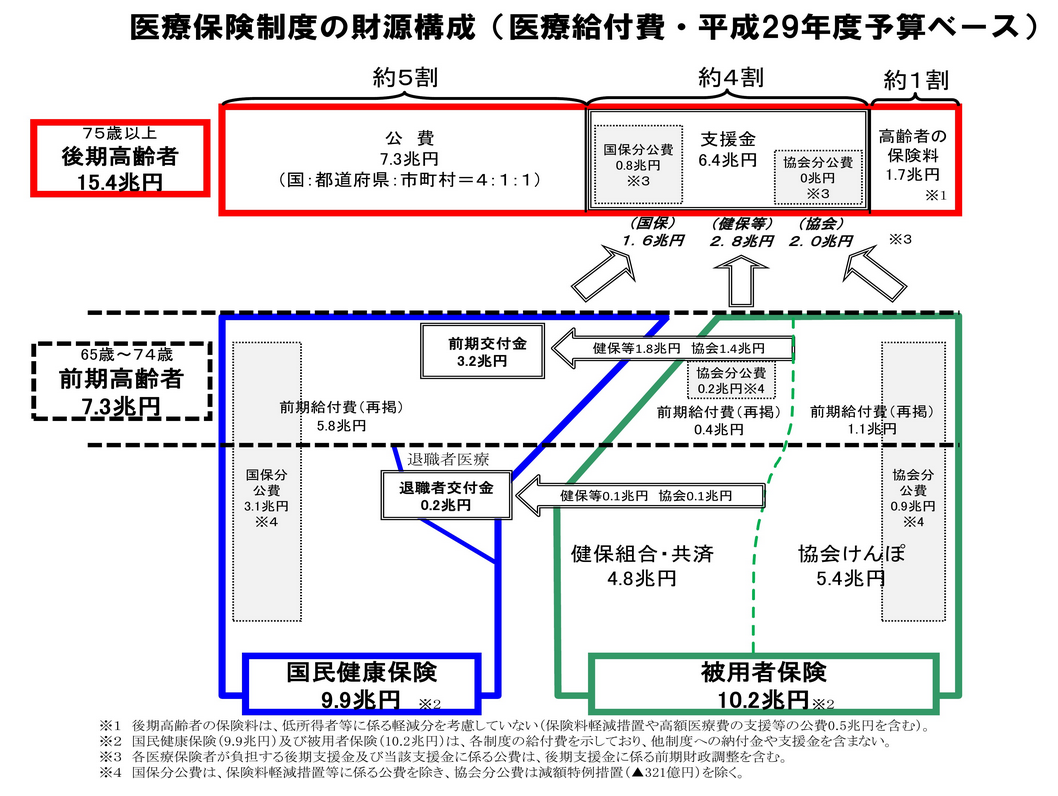 医療保険制度の財源構成（医療給付費・平成29年度予算ベース）
約５割
約４割
約１割
７５歳以上
後期高齢者
15.4兆円
公　費
7.3兆円
（国：都道府県：市町村＝４：１：１）
国保分公費
0.8兆円
※３
支援金
6.4兆円
協会分公費
0兆円
※３
高齢者の
保険料
1.7兆円
※１
（国保）
１．６兆円
（健保等）
２．８兆円
（協会）
２．０兆円
※３
65歳～７４歳
前期高齢者
7.3兆円
前期交付金
3.2兆円
健保等1.8兆円　協会1.4兆円
協会分公費
0.2兆円※４
前期給付費（再掲）
5.8兆円
前期給付費（再掲）
0.4兆円
前期給付費（再掲）
1.1兆円
国保分
公費
3.1兆円
※４
退職者医療
退職者交付金
0.2兆円
健保等0.1兆円　協会0.1兆円
協会分
公費
0.9兆円
※４
健保組合・共済
4.8兆円
協会けんぽ
5.4兆円
国民健康保険
9.9兆円　※２
被用者保険
10.2兆円※２
※１　後期高齢者の保険料は、低所得者等に係る軽減分を考慮していない（保険料軽減措置や高額医療費の支援等の公費0.5兆円を含む）。
※２　国民健康保険（9.9兆円）及び被用者保険（10.2兆円）は、各制度の給付費を示しており、他制度への納付金や支援金を含まない。
※３　各医療保険者が負担する後期支援金及び当該支援金に係る公費は、後期支援金に係る前期財政調整を含む。
※４　国保分公費は、保険料軽減措置等に係る公費を除き、協会分公費は減額特例措置（▲321億円）を除く。